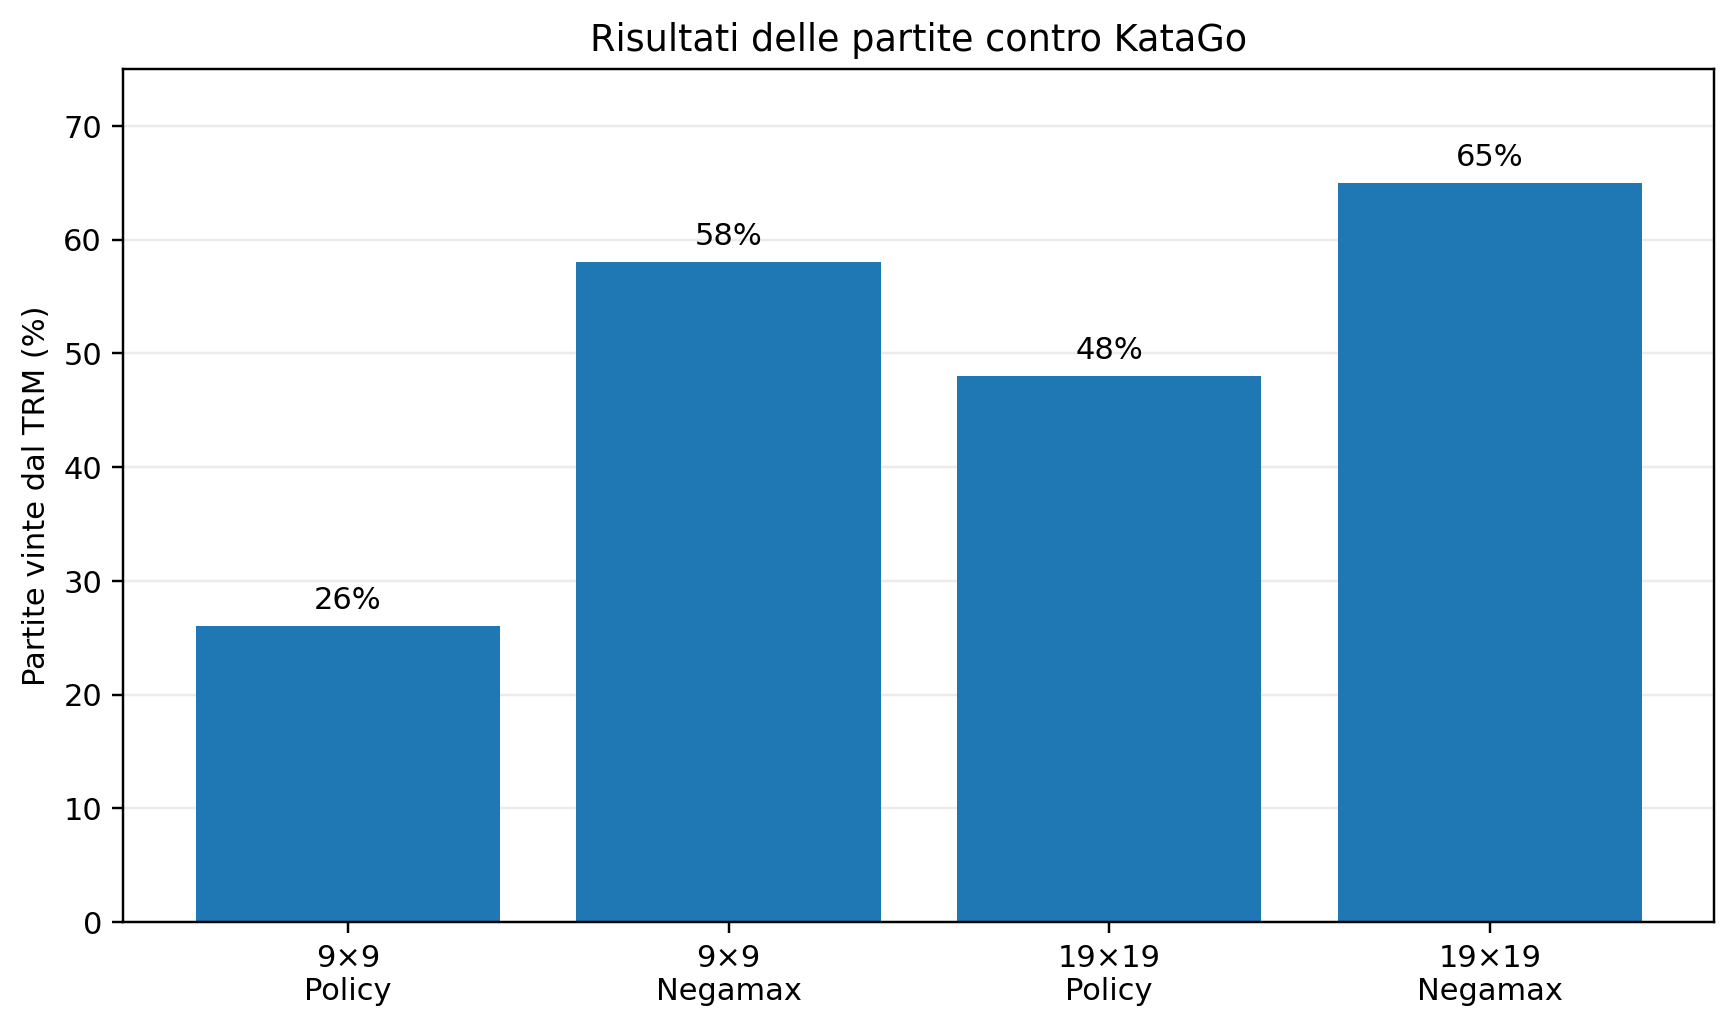 Risultati delle partite contro KataGo
Partite vinte dal TRM (%)
70
60
50
40
30
20
10
0
26%
58%
48%
65%
9×9
Policy
9×9
Negamax
19×19
Policy
19×19
Negamax